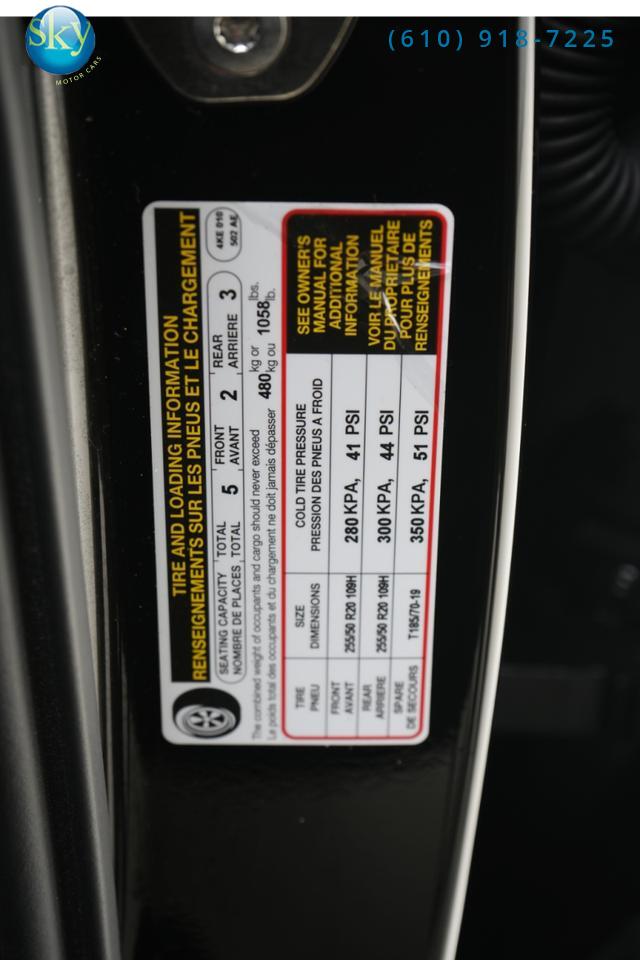 Sky
MOTOR CARS
(610) 918-7225
TIRE AND LOADING INFORMATION
RENSEIGNEMENTS SUR LES PNEUS ET LE CHARGEMENT
4KE 010
502 AE
SEATING CAPACITY TOTAL 5 FRONT 2 REAR 3
NOMBRE DE PLACES TOTAL AVANT ARRIERE
The combined weight of occupants and cargo should never exceed 480 kg or 1058 lbs.
Le poids total des occupants et du chargement ne doit jamais dépasser kg ou lb.
TIRE SIZE COLD TIRE PRESSURE
PNEU DIMENSIONS PRESSION DES PNEUS A FROID
FRONT
AVANT 255/50 R20 109H 280 KPA, 41 PSI
REAR
ARRIERE 255/50 R20 109H 300 KPA, 44 PSI
SPARE
DE SECOURS T185/70-19 350 KPA, 51 PSI
SEE OWNER'S
MANUAL FOR
ADDITIONAL
INFORMATION
VOIR LE MANUEL
DU PROPRIETAIRE
POUR PLUS DE
RENSEIGNEMENTS